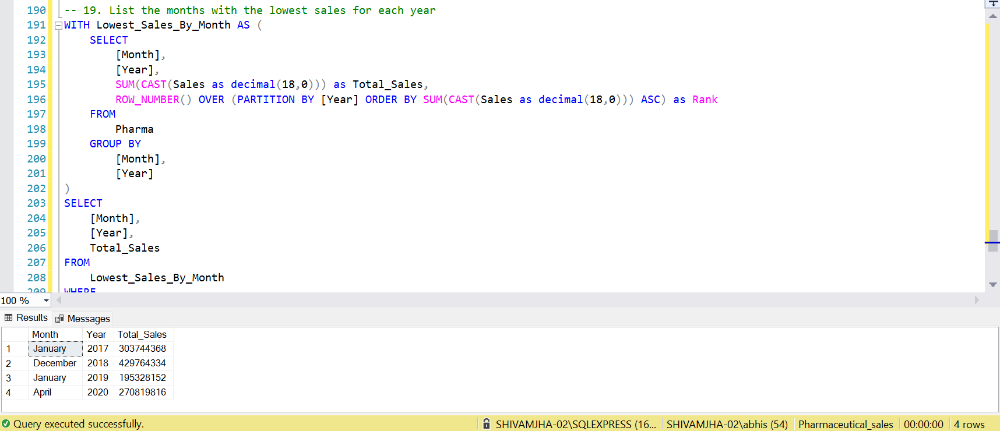 190 -- 19. List the months with the lowest sales for each year
191 WITH Lowest_Sales_By_Month AS (
192 SELECT
193 [Month],
194 [Year],
195 SUM(CAST(Sales as decimal(18,0))) as Total_Sales,
196 ROW_NUMBER() OVER (PARTITION BY [Year] ORDER BY SUM(CAST(Sales as decimal(18,0))) ASC) as Rank
197 FROM
198 Pharma
199 GROUP BY
200 [Month],
201 [Year]
202 )
203 SELECT
204 [Month],
205 [Year],
206 Total_Sales
207 FROM
208 Lowest_Sales_By_Month
209 WHERE
100 %
Results Messages
Month Year Total_Sales
1 January 2017 303744368
2 December 2018 429764334
3 January 2019 195328152
4 April 2020 270819816
Query executed successfully. SHIVAMJHA-02\SQLEXPRESS (16... SHIVAMJHA-02\abhis (54) Pharmaceutical_sales 00:00:00 4 rows